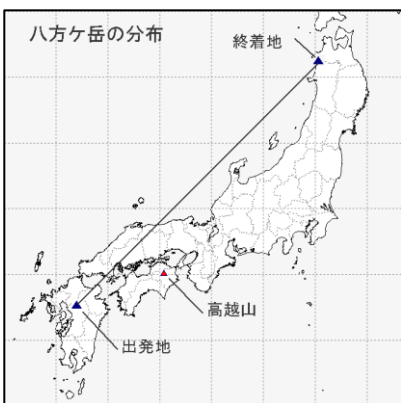 八方ケ岳の分布
終着地
高越山
出発地